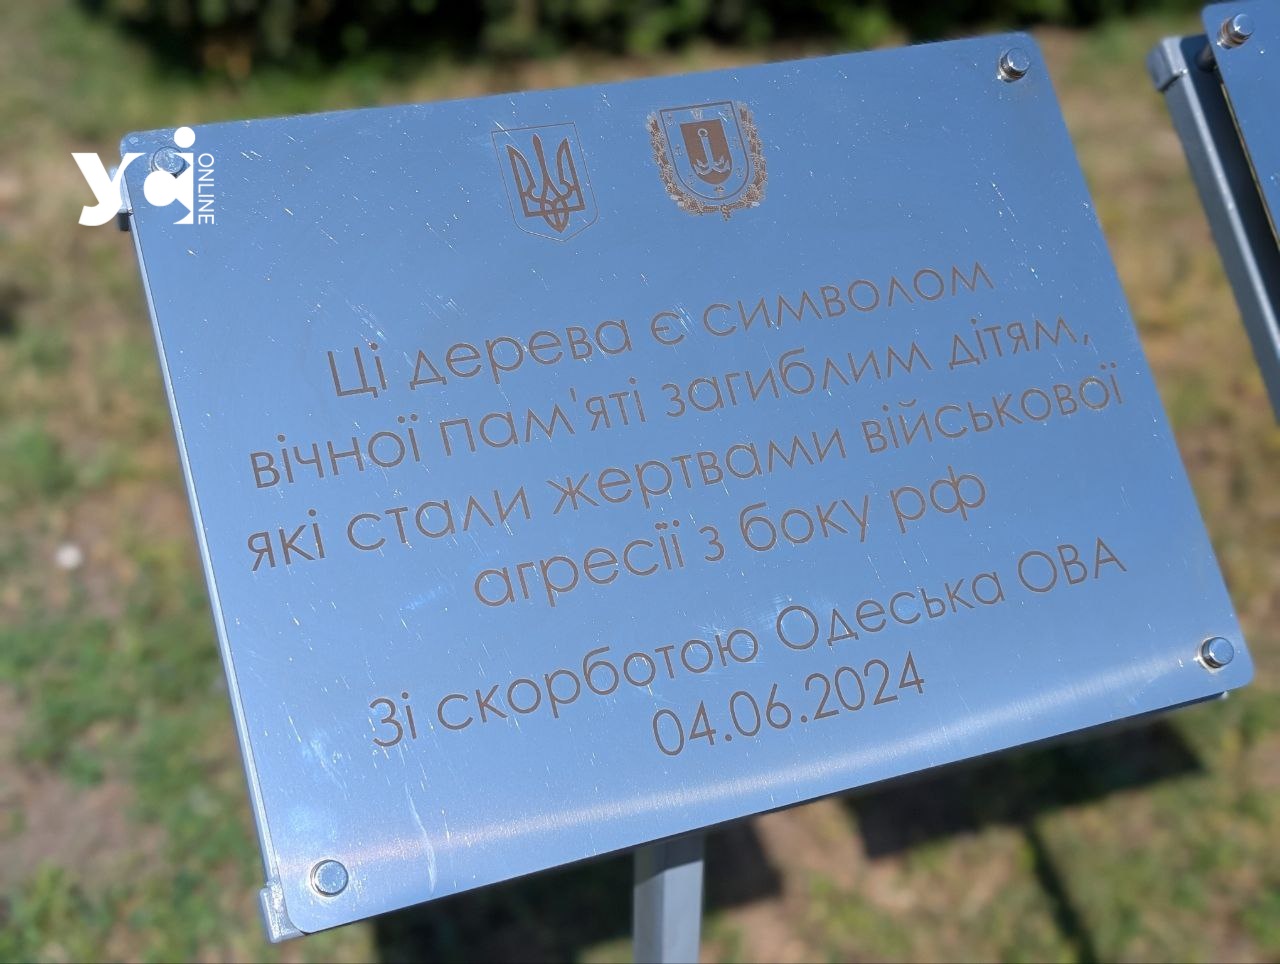 усі ONLINE
Ці дерева є символом
вічної пам'яті загиблим дітям,
які стали жертвами військової
агресії з боку рф
Зі скорботою Одеська ОВА
04.06.2024